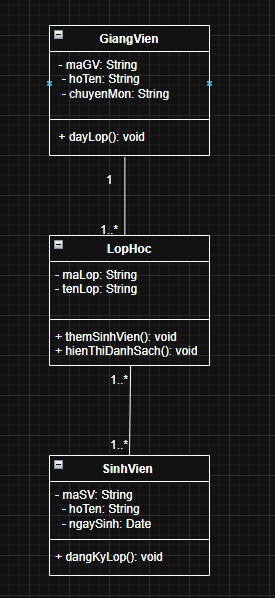 GiangVien
- maGV: String
- hoTen: String
- chuyenMon: String
+ dayLop(): void
1
1..*
LopHoc
- maLop: String
- tenLop: String
+ themSinhVien(): void
+ hienThiDanhSach(): void
1..*
1..*
SinhVien
- maSV: String
- hoTen: String
- ngaySinh: Date
+ dangKyLop(): void